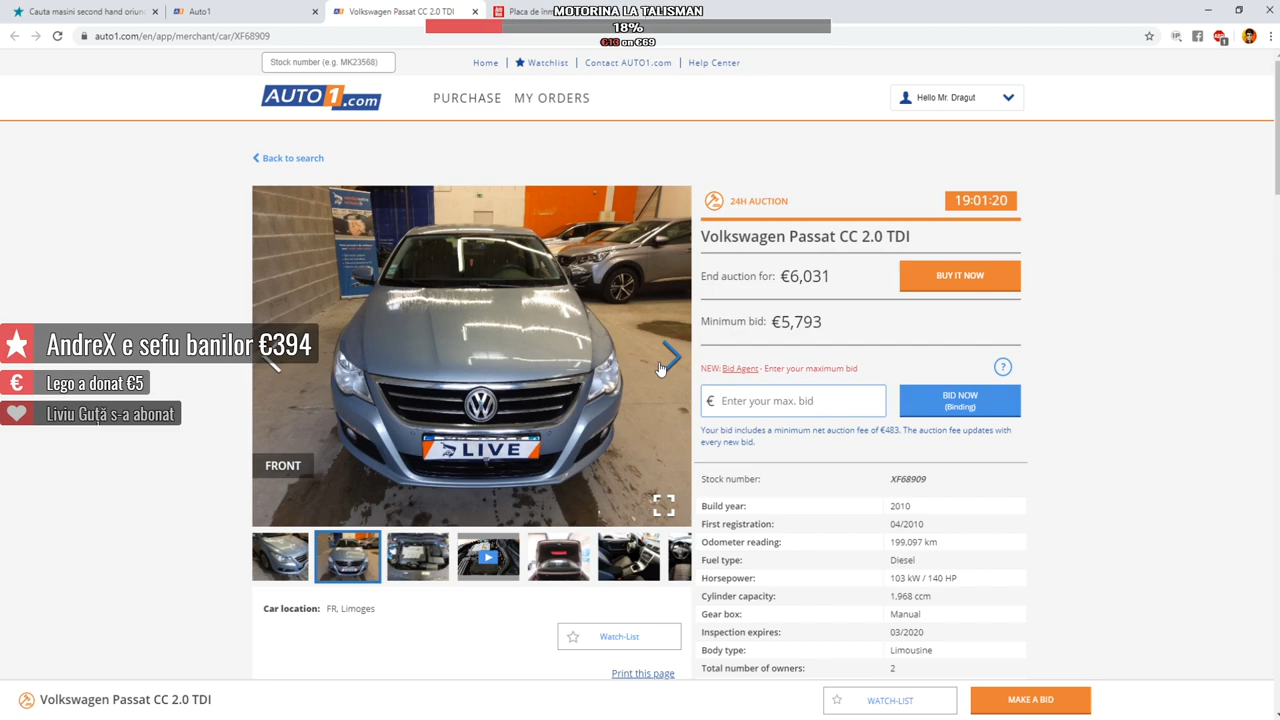 Cauta masini second hand oriun
Auto1
Volkswagen Passat CC 2.0 TDI
MOTORINA LA TALISMAN
18%
€13 on €69
auto1.com/en/app/merchant/car/XF68909
Stock number (e.g. MK23568)
Home
Watchlist
Contact AUTO1.com
Help Center
AUTO1.com
PURCHASE
MY ORDERS
Hello Mr. Dragut
Back to search
24H AUCTION
19:01:20
Volkswagen Passat CC 2.0 TDI
End auction for: €6,031
BUY IT NOW
Minimum bid: €5,793
NEW: Bid Agent - Enter your maximum bid
?
€ Enter your max. bid
BID NOW
(Binding)
Your bid includes a minimum net auction fee of €483. The auction fee updates with
every new bid.
AndreX e sefu banilor €394
€ Lego a donat €5
Liviu Guță s-a abonat
LIVE
FRONT
Stock number: XF68909
Build year: 2010
First registration: 04/2010
Odometer reading: 199,097 km
Fuel type: Diesel
Horsepower: 103 kW / 140 HP
Cylinder capacity: 1,968 ccm
Gear box: Manual
Inspection expires: 03/2020
Body type: Limousine
Total number of owners: 2
Car location: FR, Limoges
Watch-List
Print this page
Volkswagen Passat CC 2.0 TDI
WATCH-LIST
MAKE A BID